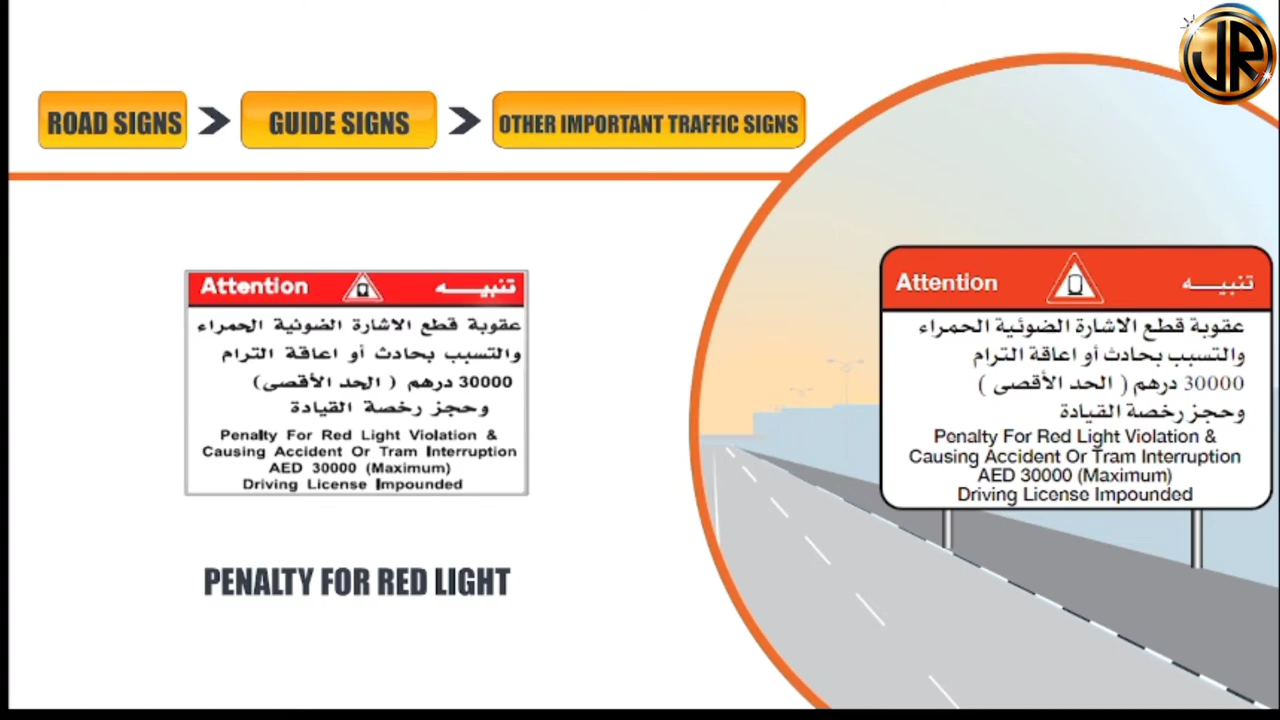 JR
ROAD SIGNS
GUIDE SIGNS
OTHER IMPORTANT TRAFFIC SIGNS
Attention تنبيـــه
عقوبة قطع الاشارة الضوئية الحمراء
والتسبب بحادث أو اعاقة الترام
30000 درهم ( الحد الأقصى)
وحجز رخصة القيادة
Penalty For Red Light Violation &
Causing Accident Or Tram Interruption
AED 30000 (Maximum)
Driving License Impounded
PENALTY FOR RED LIGHT
Attention تنبيـــه
عقوبة قطع الاشارة الضوئية الحمراء
والتسبب بحادث أو اعاقة الترام
30000 درهم ( الحد الأقصى )
وحجز رخصة القيادة
Penalty For Red Light Violation &
Causing Accident Or Tram Interruption
AED 30000 (Maximum)
Driving License Impounded